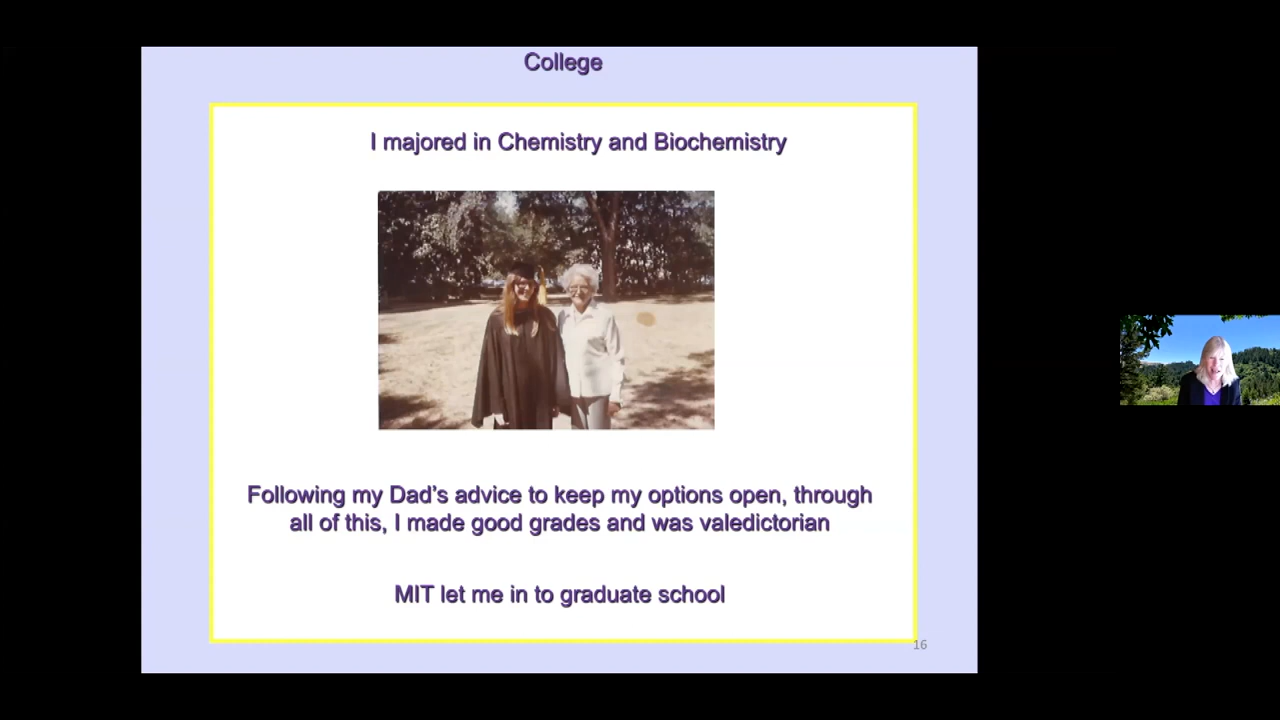 College
I majored in Chemistry and Biochemistry
Following my Dad's advice to keep my options open, through
all of this, I made good grades and was valedictorian
MIT let me in to graduate school
16